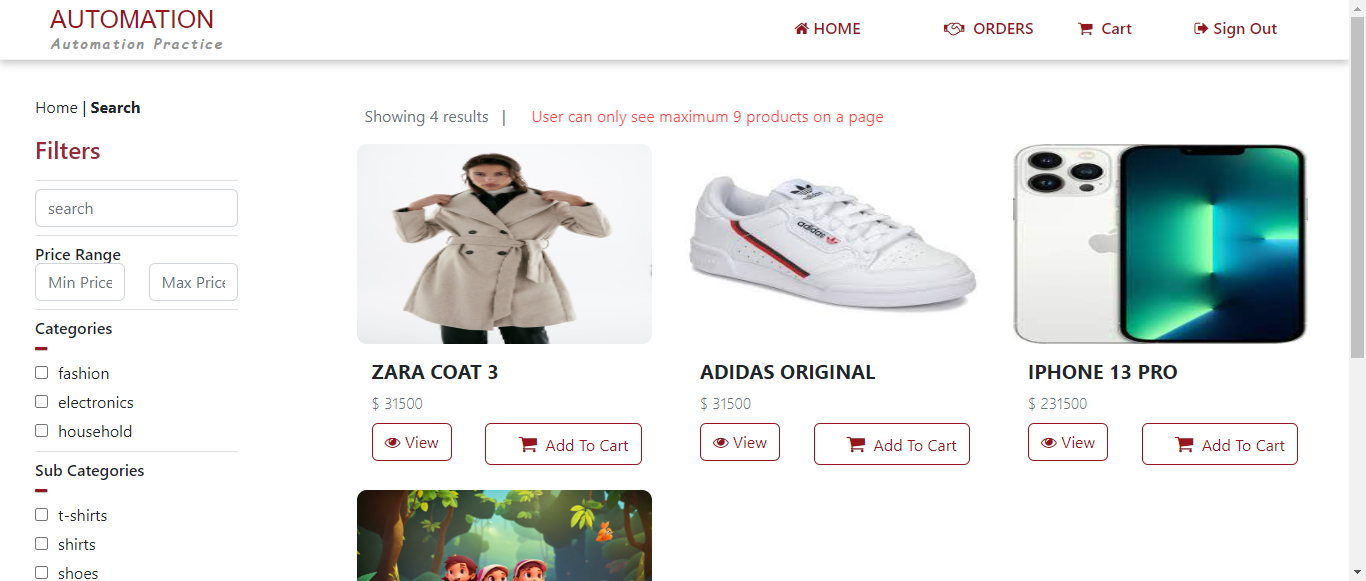 AUTOMATION
Automation Practice
HOME
ORDERS
Cart
Sign Out
Home | Search
Filters
search
Price Range
Min Price
Max Price
Categories
fashion
electronics
household
Sub Categories
t-shirts
shirts
shoes
Showing 4 results |
User can only see maximum 9 products on a page
adidas
adidas
ZARA COAT 3
$ 31500
View
Add To Cart
ADIDAS ORIGINAL
$ 31500
View
Add To Cart
IPHONE 13 PRO
$ 231500
View
Add To Cart